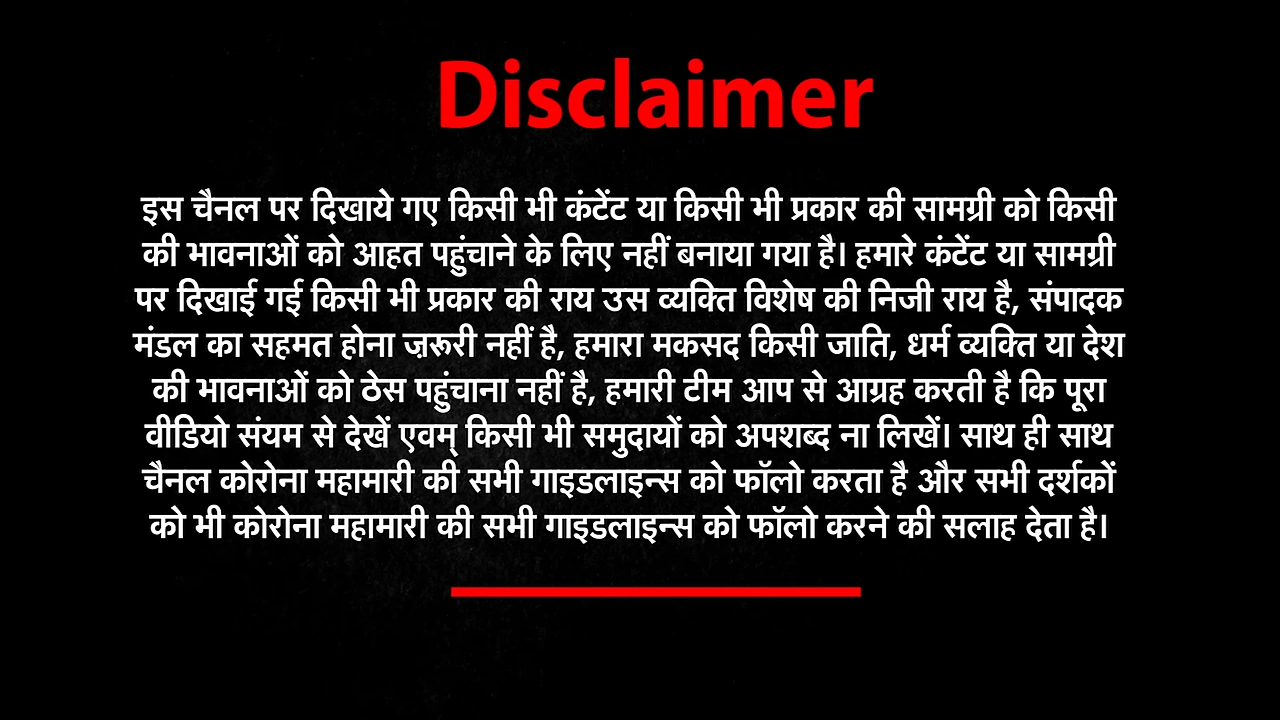 Disclaimer
इस चैनल पर दिखाये गए किसी भी कंटेंट या किसी भी प्रकार की सामग्री को किसी
की भावनाओं को आहत पहुंचाने के लिए नहीं बनाया गया है। हमारे कंटेंट या सामग्री
पर दिखाई गई किसी भी प्रकार की राय उस व्यक्ति विशेष की निजी राय है, संपादक
मंडल का सहमत होना ज़रूरी नहीं है, हमारा मकसद किसी जाति, धर्म व्यक्ति या देश
की भावनाओं को ठेस पहुंचाना नहीं है, हमारी टीम आप से आग्रह करती है कि पूरा
वीडियो संयम से देखें एवम् किसी भी समुदायों को अपशब्द ना लिखें। साथ ही साथ
चैनल कोरोना महामारी की सभी गाइडलाइन्स को फॉलो करता है और सभी दर्शकों
को भी कोरोना महामारी की सभी गाइडलाइन्स को फॉलो करने की सलाह देता है।